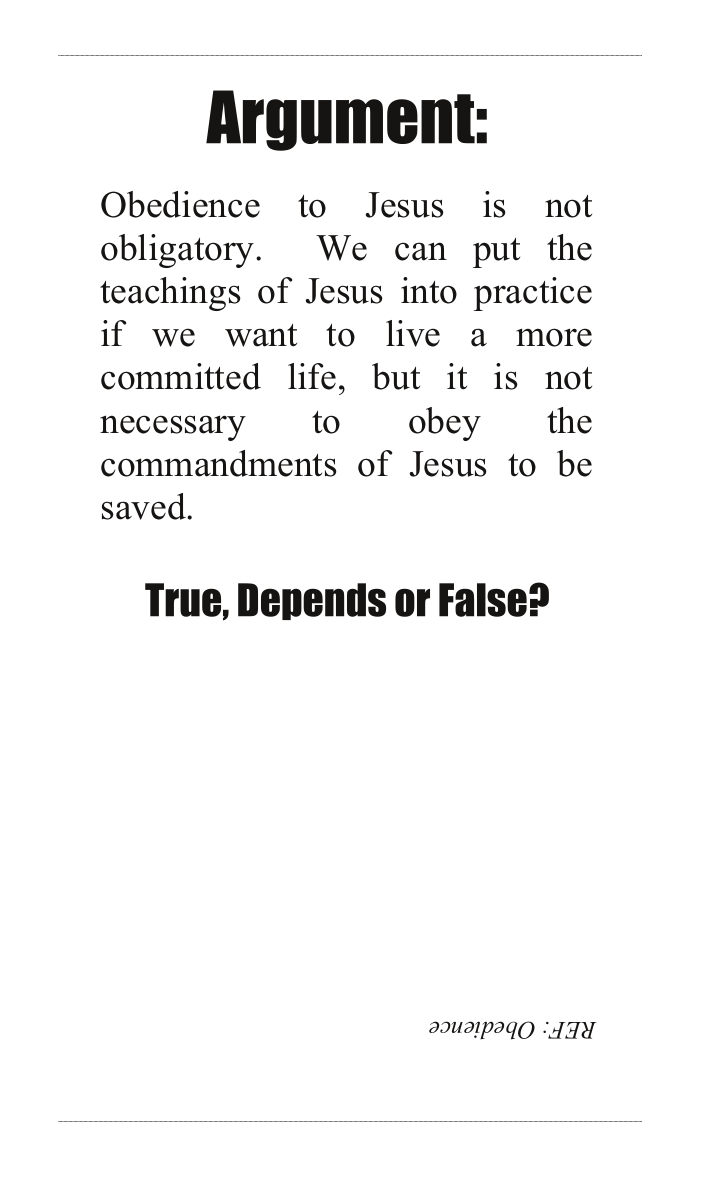 Argument:
Obedience to Jesus is not
obligatory. We can put the
teachings of Jesus into practice
if we want to live a more
committed life, but it is not
necessary to obey the
commandments of Jesus to be
saved.
True, Depends or False?
REF: Obedience